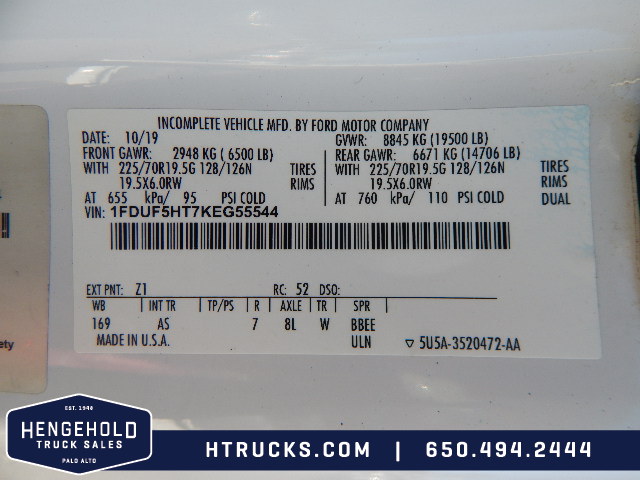 INCOMPLETE VEHICLE MFD. BY FORD MOTOR COMPANY
DATE: 10/19 GVWR: 8845 KG (19500 LB)
FRONT GAWR: 2948 KG ( 6500 LB) REAR GAWR: 6671 KG (14706 LB)
WITH 225/70R19.5G 128/126N TIRES WITH 225/70R19.5G 128/126N TIRES
19.5X6.0RW RIMS 19.5X6.0RW RIMS
AT 655 kPa/ 95 PSI COLD AT 760 kPa/ 110 PSI COLD DUAL
VIN: 1FDUF5HT7KEG55544
EXT PNT: Z1 RC: 52 DSO:
WB INT TR TP/PS R AXLE TR SPR
169 AS 7 8L W BBEE
MADE IN U.S.A. ULN ▽ 5U5A-3520472-AA
ety
EST. 1940
HENGEHOLD
TRUCK SALES
PALO ALTO
HTRUCKS.COM | 650.494.2444